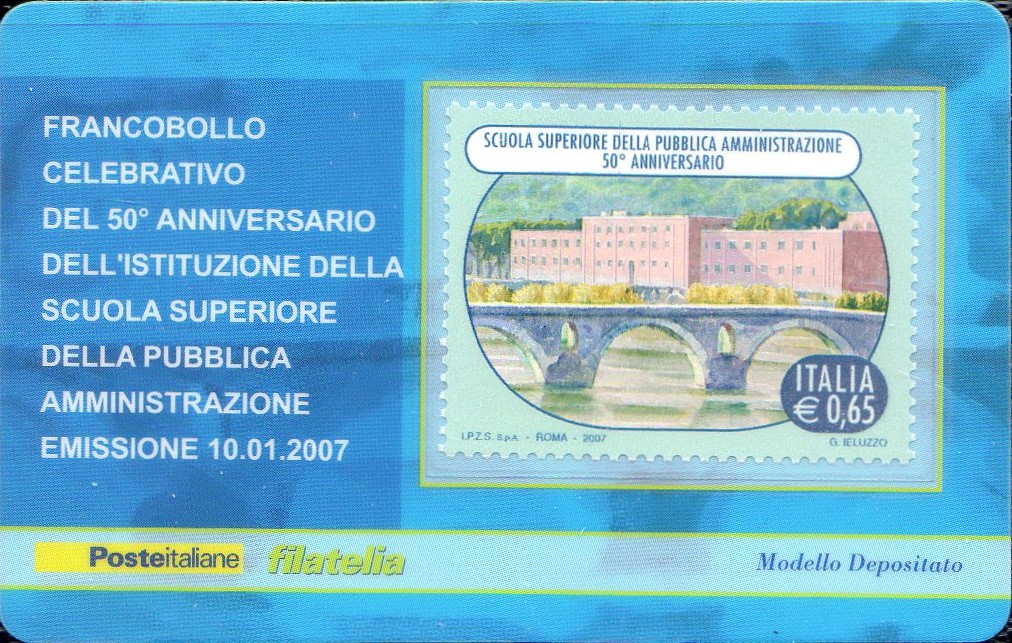 FRANCOBOLLO
CELEBRATIVO
DEL 50° ANNIVERSARIO
DELL'ISTITUZIONE DELLA
SCUOLA SUPERIORE
DELLA PUBBLICA
AMMINISTRAZIONE
EMISSIONE 10.01.2007
SCUOLA SUPERIORE DELLA PUBBLICA AMMINISTRAZIONE
50° ANNIVERSARIO
ITALIA
€ 0,65
I.P.Z.S. S.p.A. - ROMA - 2007
G. IELUZZO
Posteitaliane filatelia
Modello Depositato